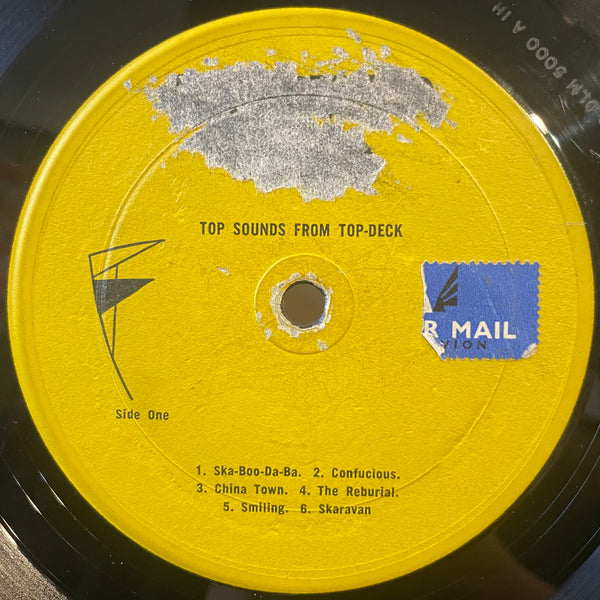 DLM 5000 A 1H
TOP SOUNDS FROM TOP-DECK
R MAIL
VION
Side One
1. Ska-Boo-Da-Ba. 2. Confucious.
3. China Town. 4. The Reburial.
5. Smiling. 6. Skaravan